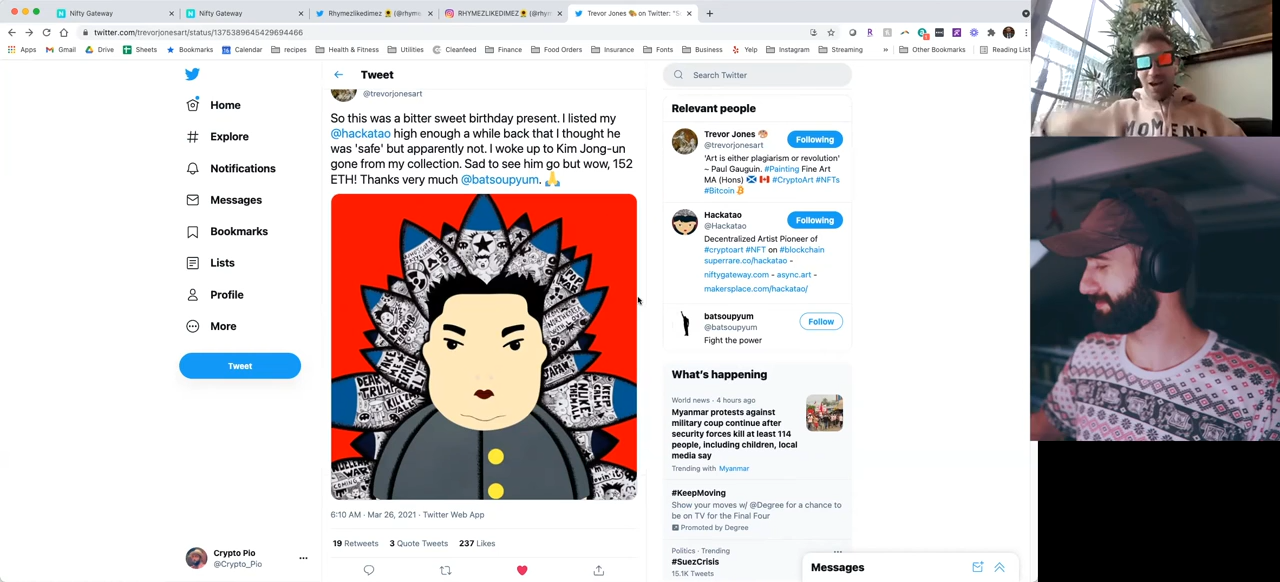 Nifty Gateway
Nifty Gateway
Rhymezlikedimez
RHYMEZLIKEDIMEZ
Trevor Jones
on Twitter: "S
twitter.com/trevorjonesart/status/1375389645429694466
Apps
Gmail
Drive
Sheets
Bookmarks
Calendar
recipes
Health & Fitness
Utilities
Cleanfeed
Finance
Food Orders
Insurance
Fonts
Business
Yelp
Instagram
Streaming
»
Other Bookmarks
Reading List
Home
Explore
Notifications
Messages
Bookmarks
Lists
Profile
More
Tweet
Crypto Pio
@Crypto_Pio
Tweet
@trevorjonesart
So this was a bitter sweet birthday present. I listed my
@hackatao high enough a while back that I thought he
was 'safe' but apparently not. I woke up to Kim Jong-un
gone from my collection. Sad to see him go but wow, 152
ETH! Thanks very much @batsoupyum. 🙏
DEAR
TRUMP
JAPAN
NUKE
6:10 AM · Mar 26, 2021 · Twitter Web App
19 Retweets 3 Quote Tweets 237 Likes
Search Twitter
Relevant people
Trevor Jones
@trevorjonesart
Following
'Art is either plagiarism or revolution'
~ Paul Gauguin. #Painting Fine Art
MA (Hons) 🏴󠁧󠁢󠁳󠁣󠁴󠁿 🇨🇦 #CryptoArt #NFTs
#Bitcoin
Hackatao
@Hackatao
Following
Decentralized Artist Pioneer of
#cryptoart #NFT on #blockchain
superrare.co/hackatao -
niftygateway.com - async.art -
makersplace.com/hackatao/
batsoupyum
@batsoupyum
Follow
Fight the power
What's happening
World news · 4 hours ago
Myanmar protests against
military coup continue after
security forces kill at least 114
people, including children, local
media say
Trending with Myanmar
#KeepMoving
Show your moves w/ @Degree for a chance to
be on TV for the Final Four
Promoted by Degree
Politics · Trending
#SuezCrisis
15.1K Tweets
Messages
MOMENT